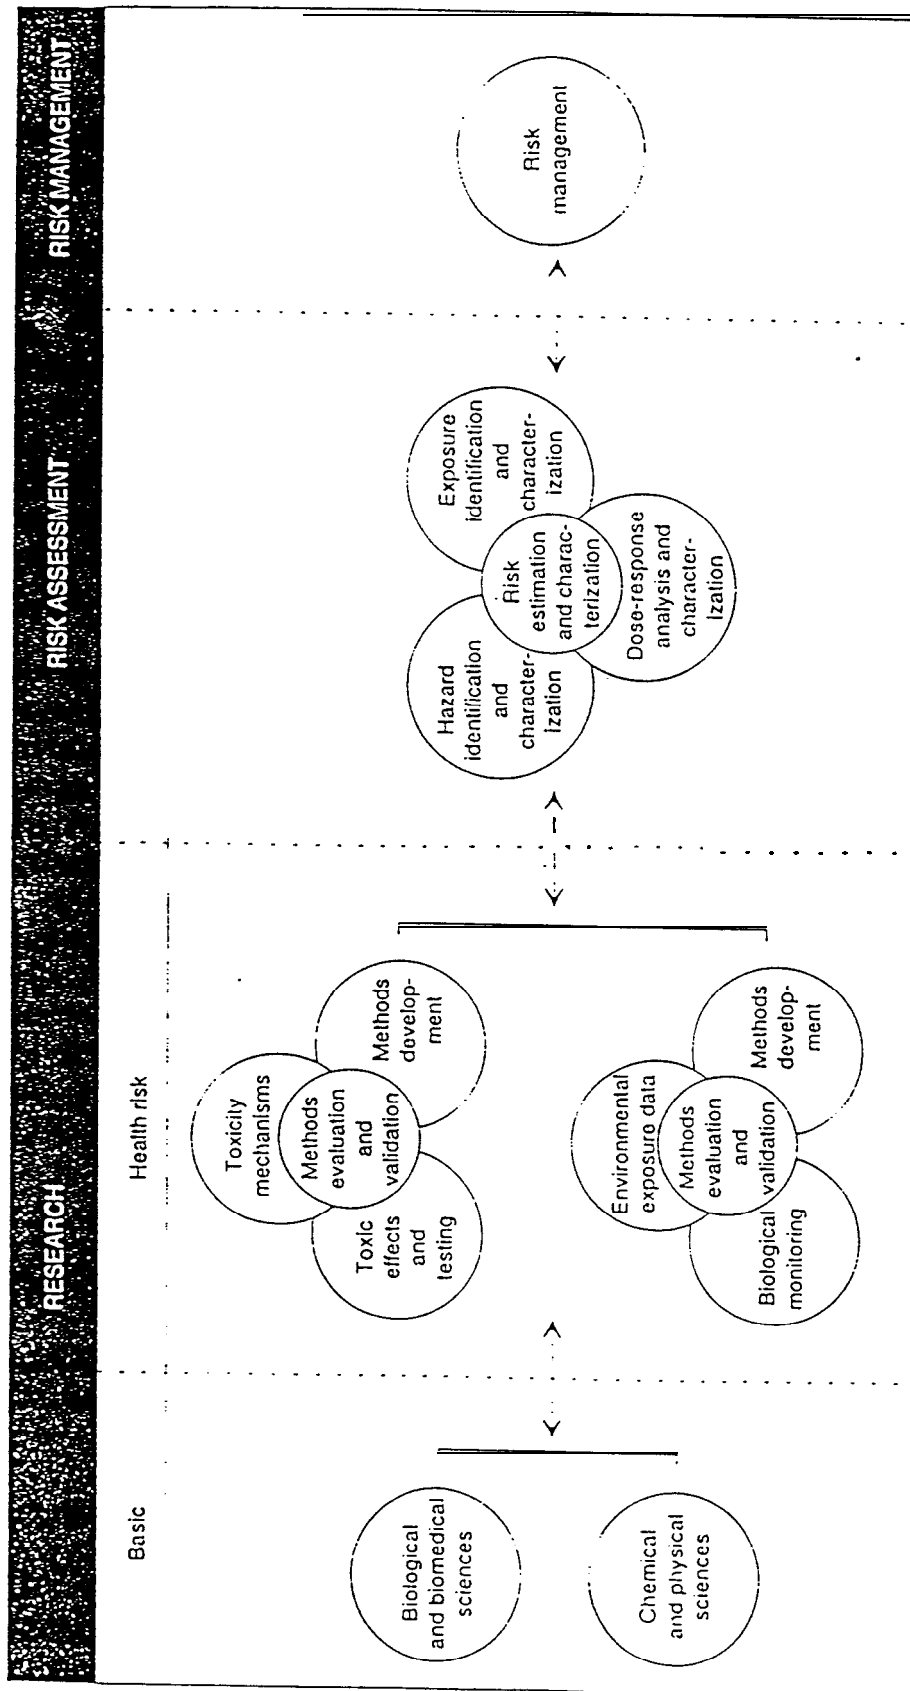 RESEARCH
RISK ASSESSMENT
RISK MANAGEMENT
Basic
Health risk
Biological
and biomedical
sciences
Chemical
and physical
sciences
Toxicity
mechanisms
Methods
evaluation
and
validation
Toxic
effects
and
testing
Methods
develop-
ment
Environmental
exposure data
Methods
evaluation
and
validation
Biological
monitoring
Methods
develop-
ment
Hazard
identification
and
character-
ization
Exposure
identification
and
character-
ization
Risk
estimation
and charac-
terization
Dose-response
analysis and
character-
ization
Risk
management